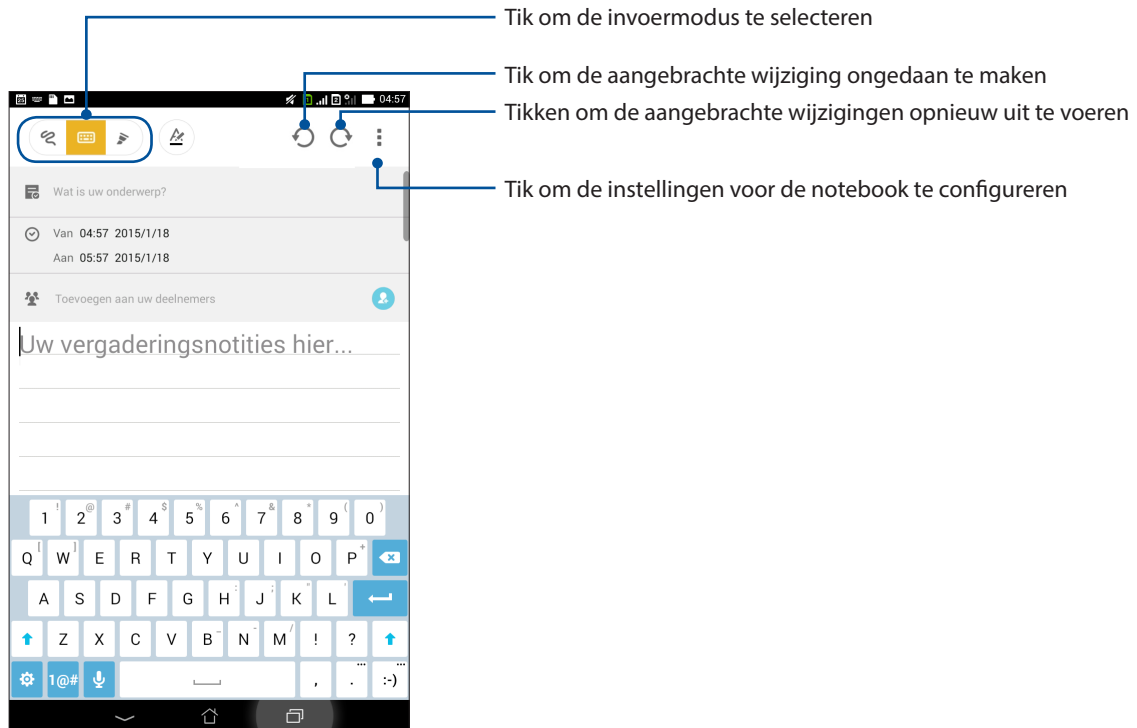 Tik om de invoermodus te selecteren
Tik om de aangebrachte wijziging ongedaan te maken
Tikken om de aangebrachte wijzigingen opnieuw uit te voeren
Tik om de instellingen voor de notebook te configureren
04:57
Wat is uw onderwerp?
Van 04:57 2015/1/18
Aan 05:57 2015/1/18
Toevoegen aan uw deelnemers
Uw vergaderingsnotities hier...
1! 2@ 3# 4$ 5% 6^ 7& 8* 9( 0)
Q[ W] E R T Y U I O P+
A S D F G H: J; K" L'
Z X C V B_ N- M/ ! ?
1@# , . ... :-) ...